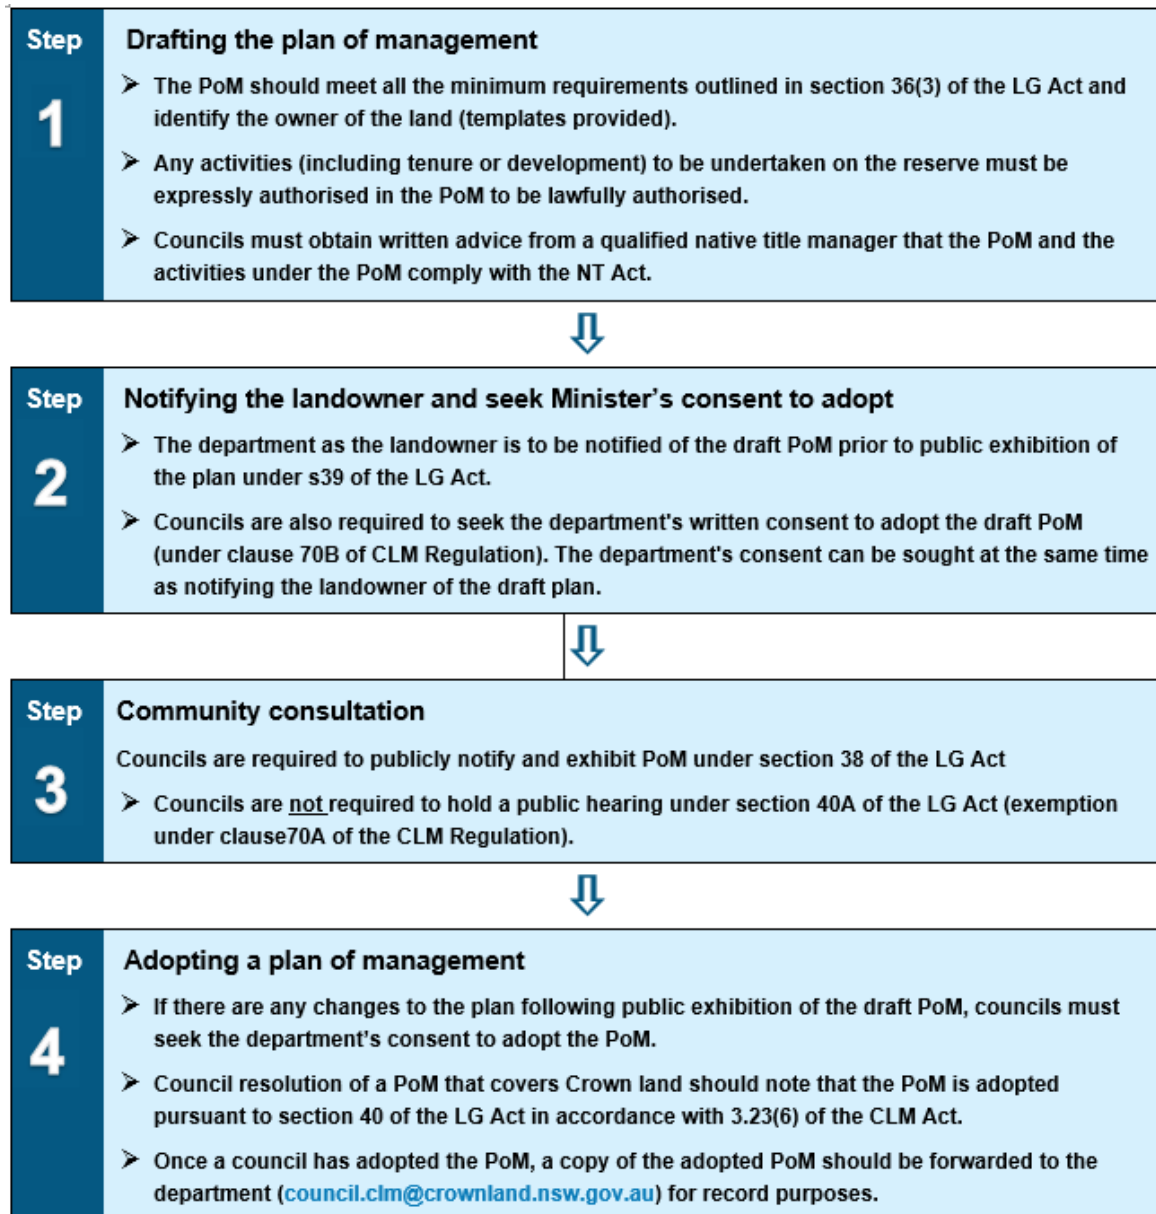 Step
1
Drafting the plan of management
➢ The PoM should meet all the minimum requirements outlined in section 36(3) of the LG Act and
identify the owner of the land (templates provided).
➢ Any activities (including tenure or development) to be undertaken on the reserve must be
expressly authorised in the PoM to be lawfully authorised.
➢ Councils must obtain written advice from a qualified native title manager that the PoM and the
activities under the PoM comply with the NT Act.
Step
2
Notifying the landowner and seek Minister's consent to adopt
➢ The department as the landowner is to be notified of the draft PoM prior to public exhibition of
the plan under s39 of the LG Act.
➢ Councils are also required to seek the department's written consent to adopt the draft PoM
(under clause 70B of CLM Regulation). The department's consent can be sought at the same time
as notifying the landowner of the draft plan.
Step
3
Community consultation
Councils are required to publicly notify and exhibit PoM under section 38 of the LG Act
➢ Councils are not required to hold a public hearing under section 40A of the LG Act (exemption
under clause70A of the CLM Regulation).
Step
4
Adopting a plan of management
➢ If there are any changes to the plan following public exhibition of the draft PoM, councils must
seek the department's consent to adopt the PoM.
➢ Council resolution of a PoM that covers Crown land should note that the PoM is adopted
pursuant to section 40 of the LG Act in accordance with 3.23(6) of the CLM Act.
➢ Once a council has adopted the PoM, a copy of the adopted PoM should be forwarded to the
department (council.clm@crownland.nsw.gov.au) for record purposes.